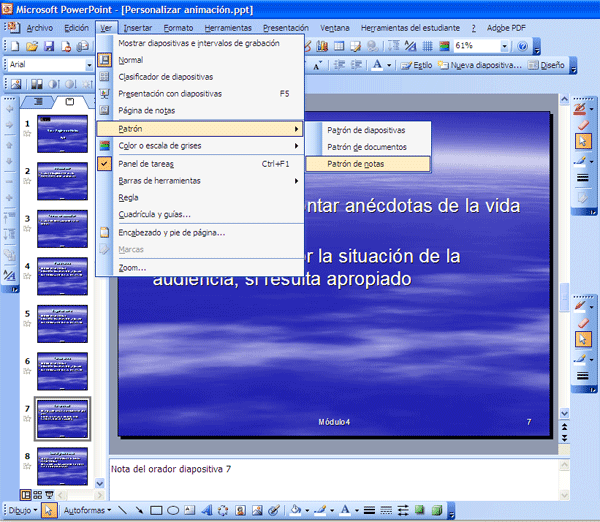 Microsoft PowerPoint - [Personalizar animación.ppt]
Archivo Edición Ver Insertar Formato Herramientas Presentación Ventana Herramientas del estudiante ? Adobe PDF
61%
Arial
Estilo Nueva diapositiva... Diseño
Mostrar diapositivas e intervalos de grabación
Normal
Clasificador de diapositivas
Presentación con diapositivas F5
Página de notas
Patrón
Color o escala de grises
Panel de tareas Ctrl+F1
Barras de herramientas
Regla
Cuadrícula y guías...
Encabezado y pie de página...
Marcas
Zoom...
Patrón de diapositivas
Patrón de documentos
Patrón de notas
ntar anécdotas de la vida
r la situación de la
audiencia, si resulta apropiado
Módulo4 7
1
2
3
4
5
6
7
8
Nota del orador diapositiva 7
Dibujo Autoformas